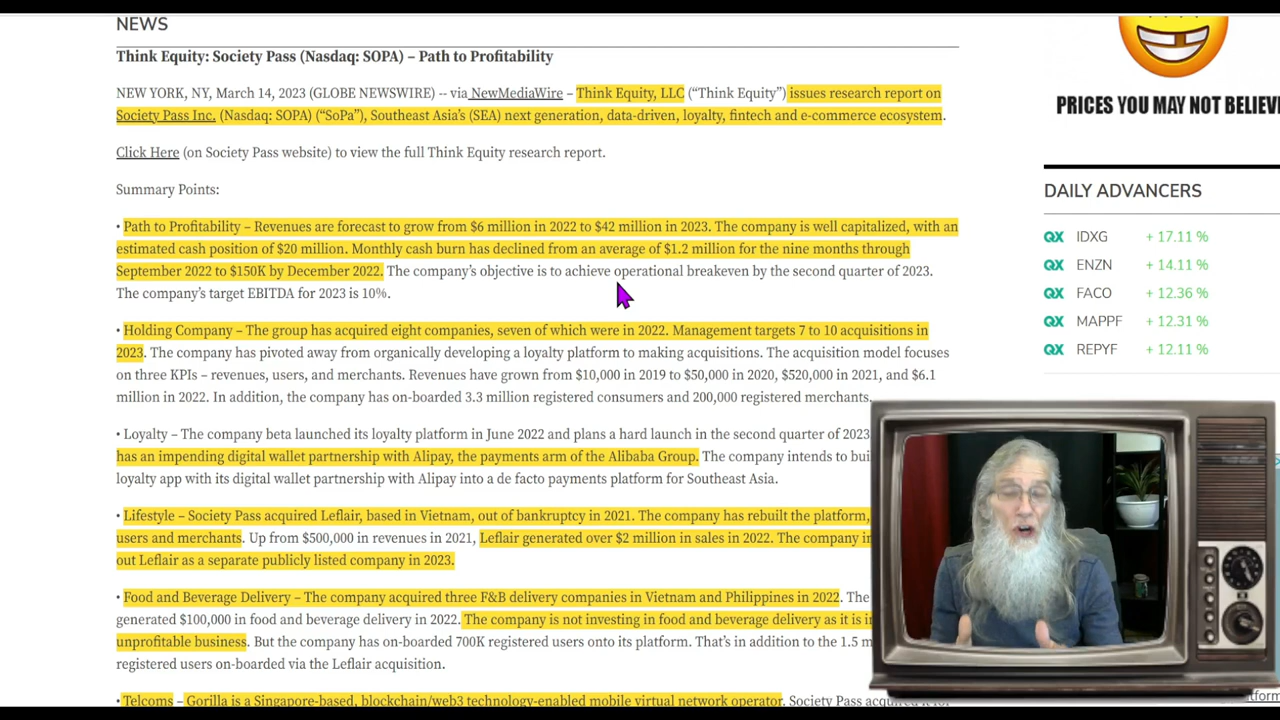 NEWS
Think Equity: Society Pass (Nasdaq: SOPA) – Path to Profitability
NEW YORK, NY, March 14, 2023 (GLOBE NEWSWIRE) -- via NewMediaWire – Think Equity, LLC (“Think Equity”) issues research report on
Society Pass Inc. (Nasdaq: SOPA) (“SoPa”), Southeast Asia’s (SEA) next generation, data-driven, loyalty, fintech and e-commerce ecosystem.
Click Here (on Society Pass website) to view the full Think Equity research report.
Summary Points:
• Path to Profitability – Revenues are forecast to grow from $6 million in 2022 to $42 million in 2023. The company is well capitalized, with an
estimated cash position of $20 million. Monthly cash burn has declined from an average of $1.2 million for the nine months through
September 2022 to $150K by December 2022. The company’s objective is to achieve operational breakeven by the second quarter of 2023.
The company’s target EBITDA for 2023 is 10%.
• Holding Company – The group has acquired eight companies, seven of which were in 2022. Management targets 7 to 10 acquisitions in
2023. The company has pivoted away from organically developing a loyalty platform to making acquisitions. The acquisition model focuses
on three KPIs – revenues, users, and merchants. Revenues have grown from $10,000 in 2019 to $50,000 in 2020, $520,000 in 2021, and $6.1
million in 2022. In addition, the company has on-boarded 3.3 million registered consumers and 200,000 registered merchants.
• Loyalty – The company beta launched its loyalty platform in June 2022 and plans a hard launch in the second quarter of 2023
has an impending digital wallet partnership with Alipay, the payments arm of the Alibaba Group. The company intends to
loyalty app with its digital wallet partnership with Alipay into a de facto payments platform for Southeast Asia.
• Lifestyle – Society Pass acquired Leflair, based in Vietnam, out of bankruptcy in 2021. The company has rebuilt the platform,
users and merchants. Up from $500,000 in revenues in 2021, Leflair generated over $2 million in sales in 2022. The company
out Leflair as a separate publicly listed company in 2023.
• Food and Beverage Delivery – The company acquired three F&B delivery companies in Vietnam and Philippines in 2022. The
generated $100,000 in food and beverage delivery in 2022. The company is not investing in food and beverage delivery as it is
unprofitable business. But the company has on-boarded 700K registered users onto its platform. That’s in addition to the 1.5
registered users on-boarded via the Leflair acquisition.
• Telcoms – Gorilla is a Singapore-based, blockchain/web3 technology-enabled mobile virtual network operator. Society Pass
PRICES YOU MAY NOT
DAILY ADVANCERS
QX IDXG + 17.11 %
QX ENZN + 14.11 %
QX FACO + 12.36 %
QX MAPPF + 12.31 %
QX REPYF + 12.11 %